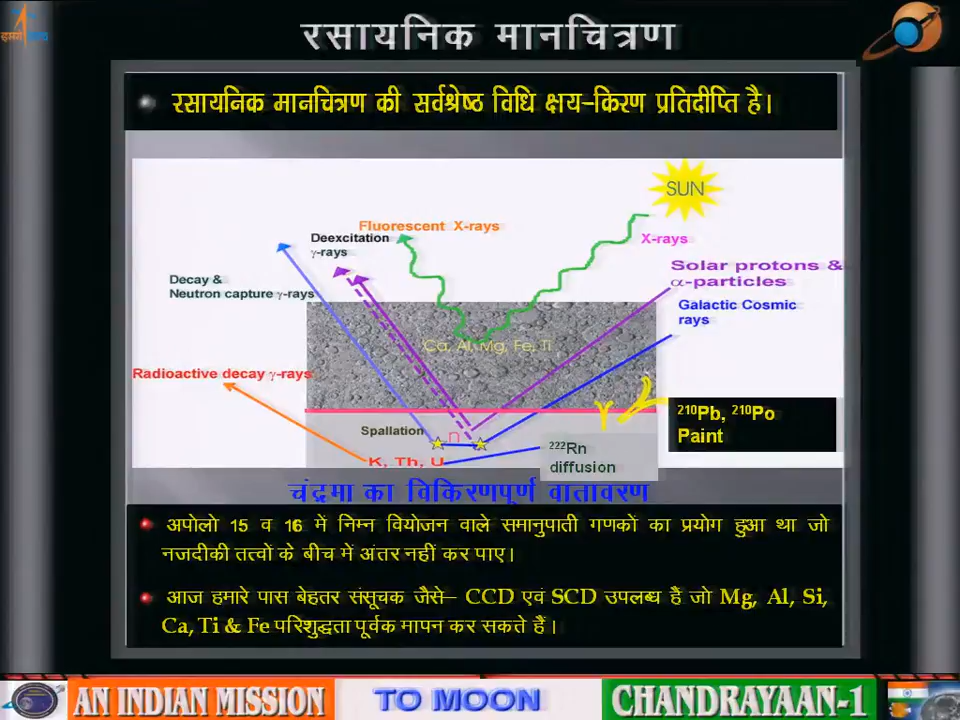 रसायनिक मानचित्रण
रसायनिक मानचित्रण की सर्वश्रेष्ठ विधि क्षय-किरण प्रतिदीप्ति है।
SUN
Fluorescent X-rays
Deexcitation
γ-rays
X-rays
Solar protons &
α-particles
Decay &
Neutron capture γ-rays
Galactic Cosmic
rays
Ca, Al, Mg, Fe, Ti
Radioactive decay γ-rays
210Pb, 210Po
Paint
Spallation
n
222Rn
diffusion
K, Th, U
चंद्रमा का विकिरणपूर्ण वातावरण
अपोलो 15 व 16 में निम्न वियोजन वाले समानुपाती गणकों का प्रयोग हुआ था जो
नजदीकी तत्वों के बीच में अंतर नहीं कर पाए।
आज हमारे पास बेहतर संसूचक जैसे– CCD एवं SCD उपलब्ध हैं जो Mg, Al, Si,
Ca, Ti & Fe परिशुद्धता पूर्वक मापन कर सकते हैं।
AN INDIAN MISSION
TO MOON
CHANDRAYAAN-1